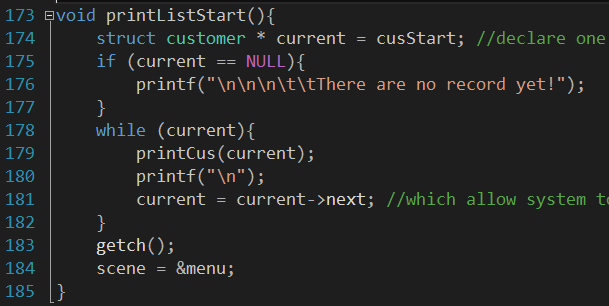 173 void printListStart(){
174 struct customer * current = cusStart; //declare one
175 if (current == NULL){
176 printf("\n\n\n\t\tThere are no record yet!");
177 }
178 while (current){
179 printCus(current);
180 printf("\n");
181 current = current->next; //which allow system to
182 }
183 getch();
184 scene = &menu;
185 }